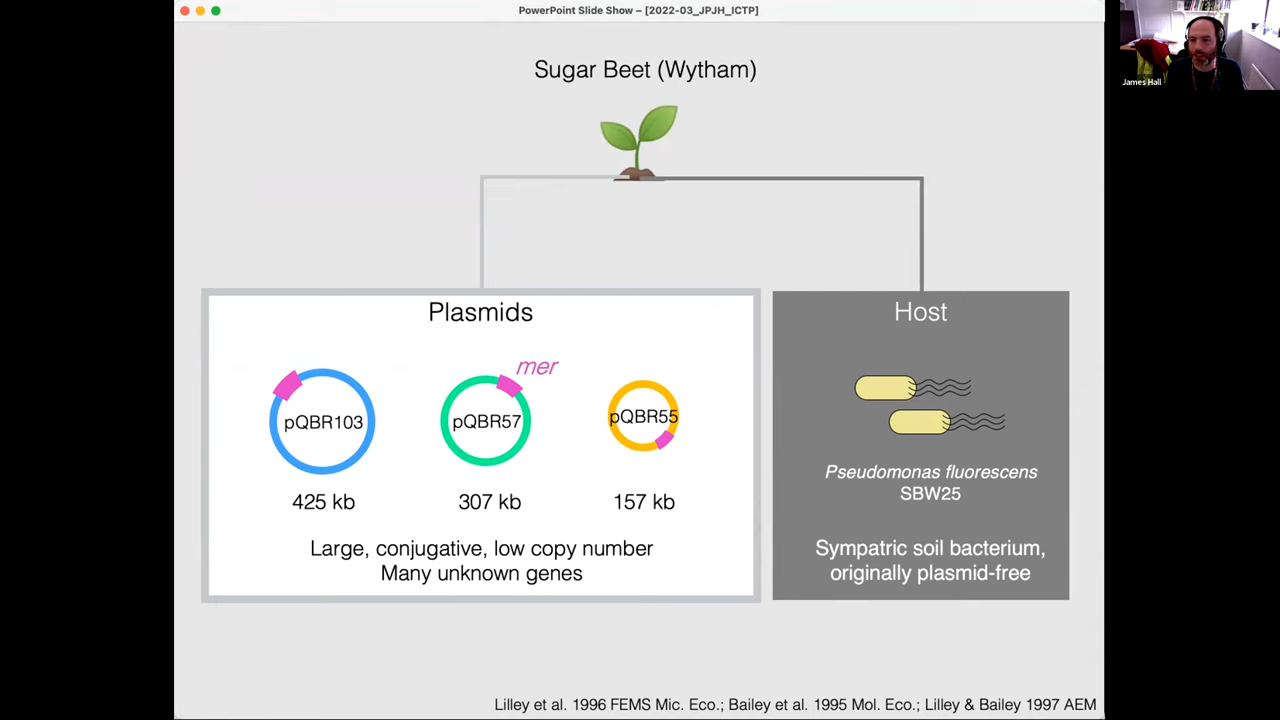 PowerPoint Slide Show – [2022-03_JPJH_ICTP]
James Hall
Sugar Beet (Wytham)
Plasmids
mer
pQBR103
pQBR57
pQBR55
425 kb
307 kb
157 kb
Large, conjugative, low copy number
Many unknown genes
Host
Pseudomonas fluorescens
SBW25
Sympatric soil bacterium,
originally plasmid-free
Lilley et al. 1996 FEMS Mic. Eco.; Bailey et al. 1995 Mol. Eco.; Lilley & Bailey 1997 AEM